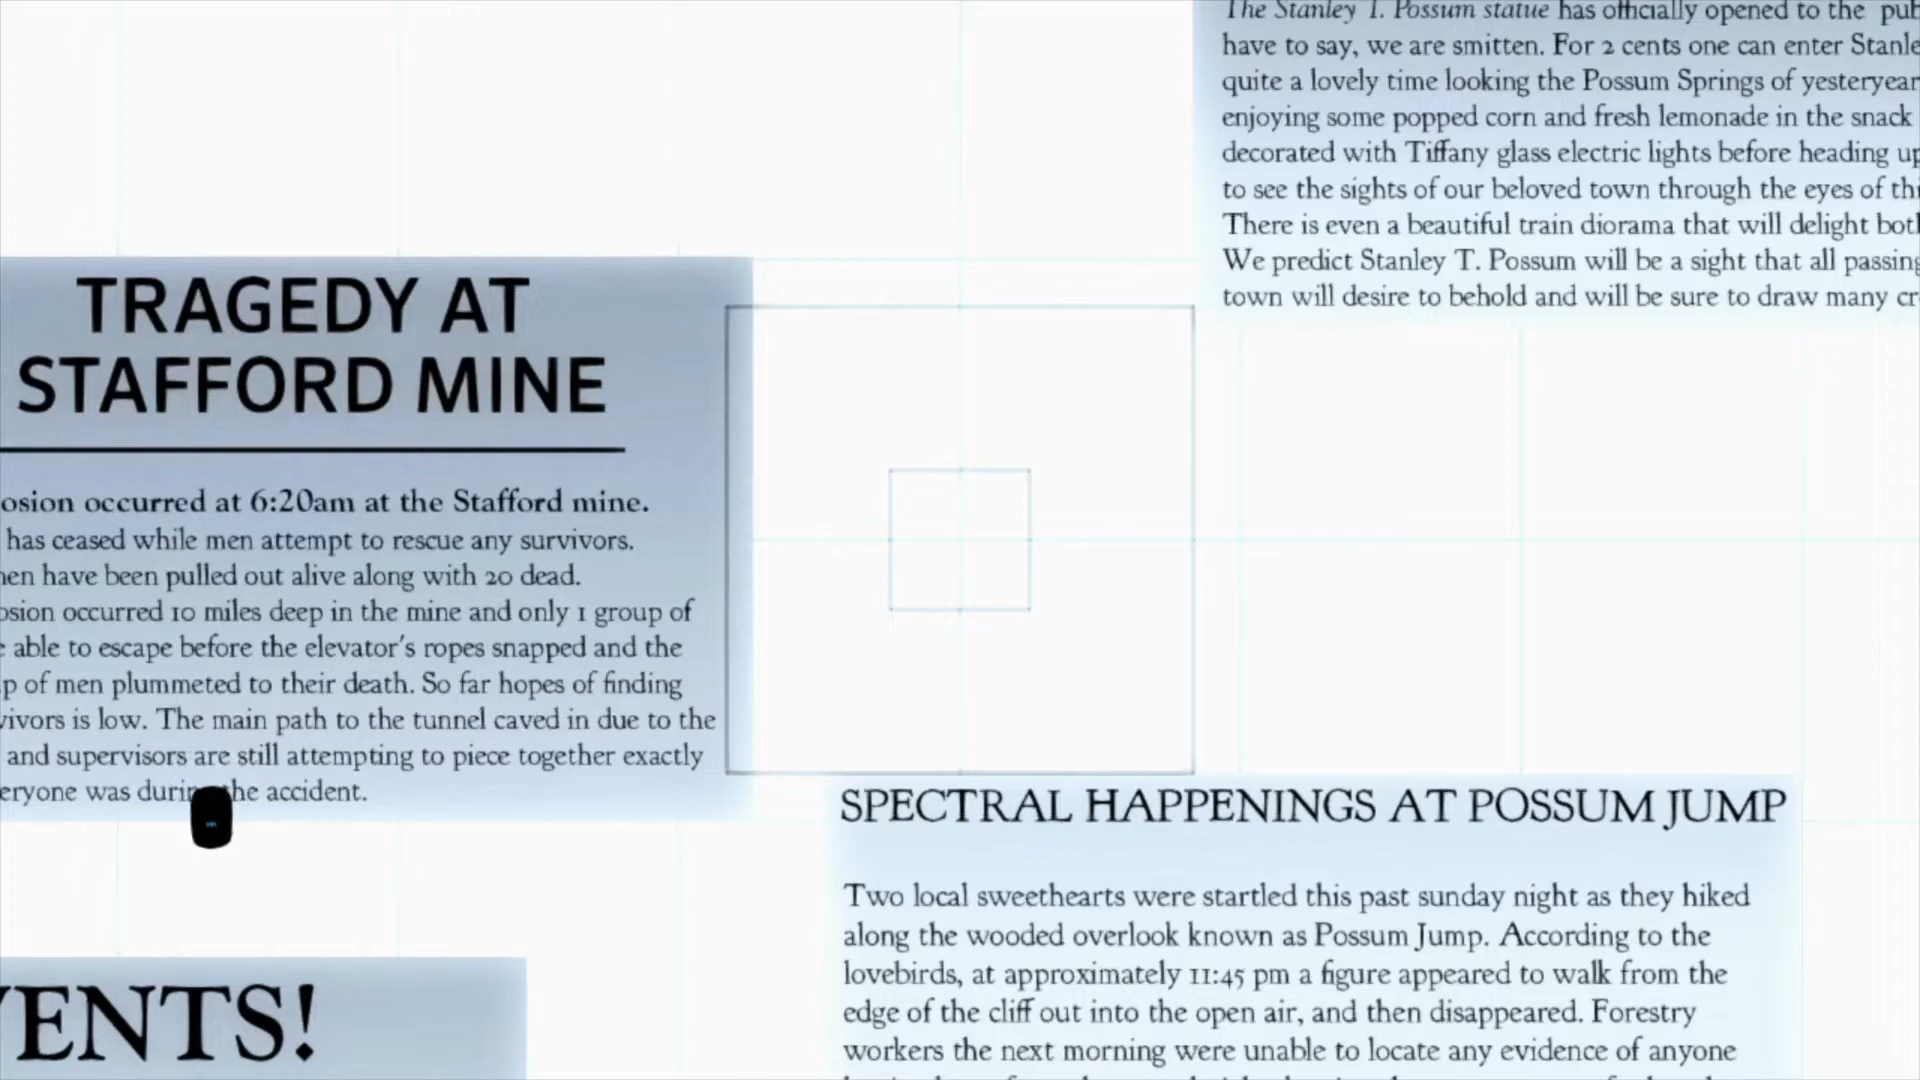 The Stanley T. Possum statue has officially opened to the
have to say, we are smitten. For 2 cents one can enter
quite a lovely time looking the Possum Springs of yesteryear
enjoying some popped corn and fresh lemonade in the snack
decorated with Tiffany glass electric lights before heading
to see the sights of our beloved town through the eyes of
There is even a beautiful train diorama that will delight
We predict Stanley T. Possum will be a sight that all
town will desire to behold and will be sure to draw many
TRAGEDY AT
STAFFORD MINE
occurred at 6:20am at the Stafford mine.
has ceased while men attempt to rescue any survivors.
have been pulled out alive along with 20 dead.
occurred 10 miles deep in the mine and only 1 group of
able to escape before the elevator's ropes snapped and the
of men plummeted to their death. So far hopes of finding
is low. The main path to the tunnel caved in due to the
and supervisors are still attempting to piece together exactly
was during the accident.
SPECTRAL HAPPENINGS AT POSSUM JUMP
Two local sweethearts were startled this past sunday night as they hiked
along the wooded overlook known as Possum Jump. According to the
lovebirds, at approximately 11:45 pm a figure appeared to walk from the
edge of the cliff out into the open air, and then disappeared. Forestry
workers the next morning were unable to locate any evidence of anyone
VENTS!